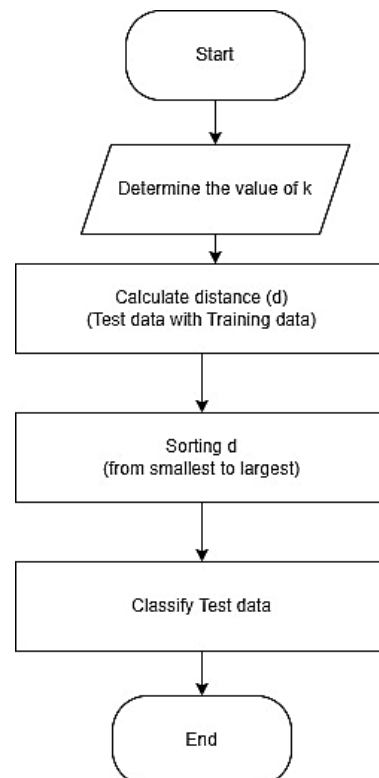 Start
Determine the value of k
Calculate distance (d)
(Test data with Training data)
Sorting d
(from smallest to largest)
Classify Test data
End